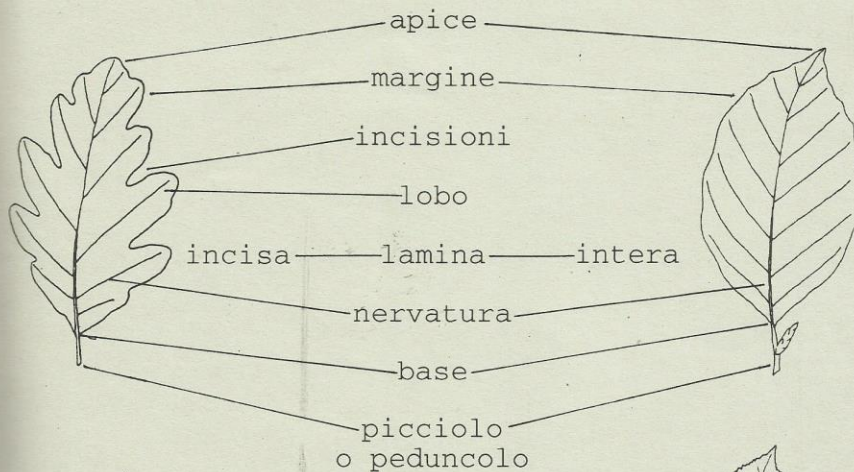 apice
margine
incisioni
lobo
incisa lamina intera
nervatura
base
picciolo
o peduncolo